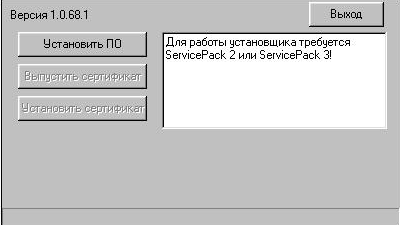 Версия 1.0.68.1
Выход
Установить ПО
Для работы установщика требуется
ServicePack 2 или ServicePack 3!
Выпустить сертификат
Установить сертификат